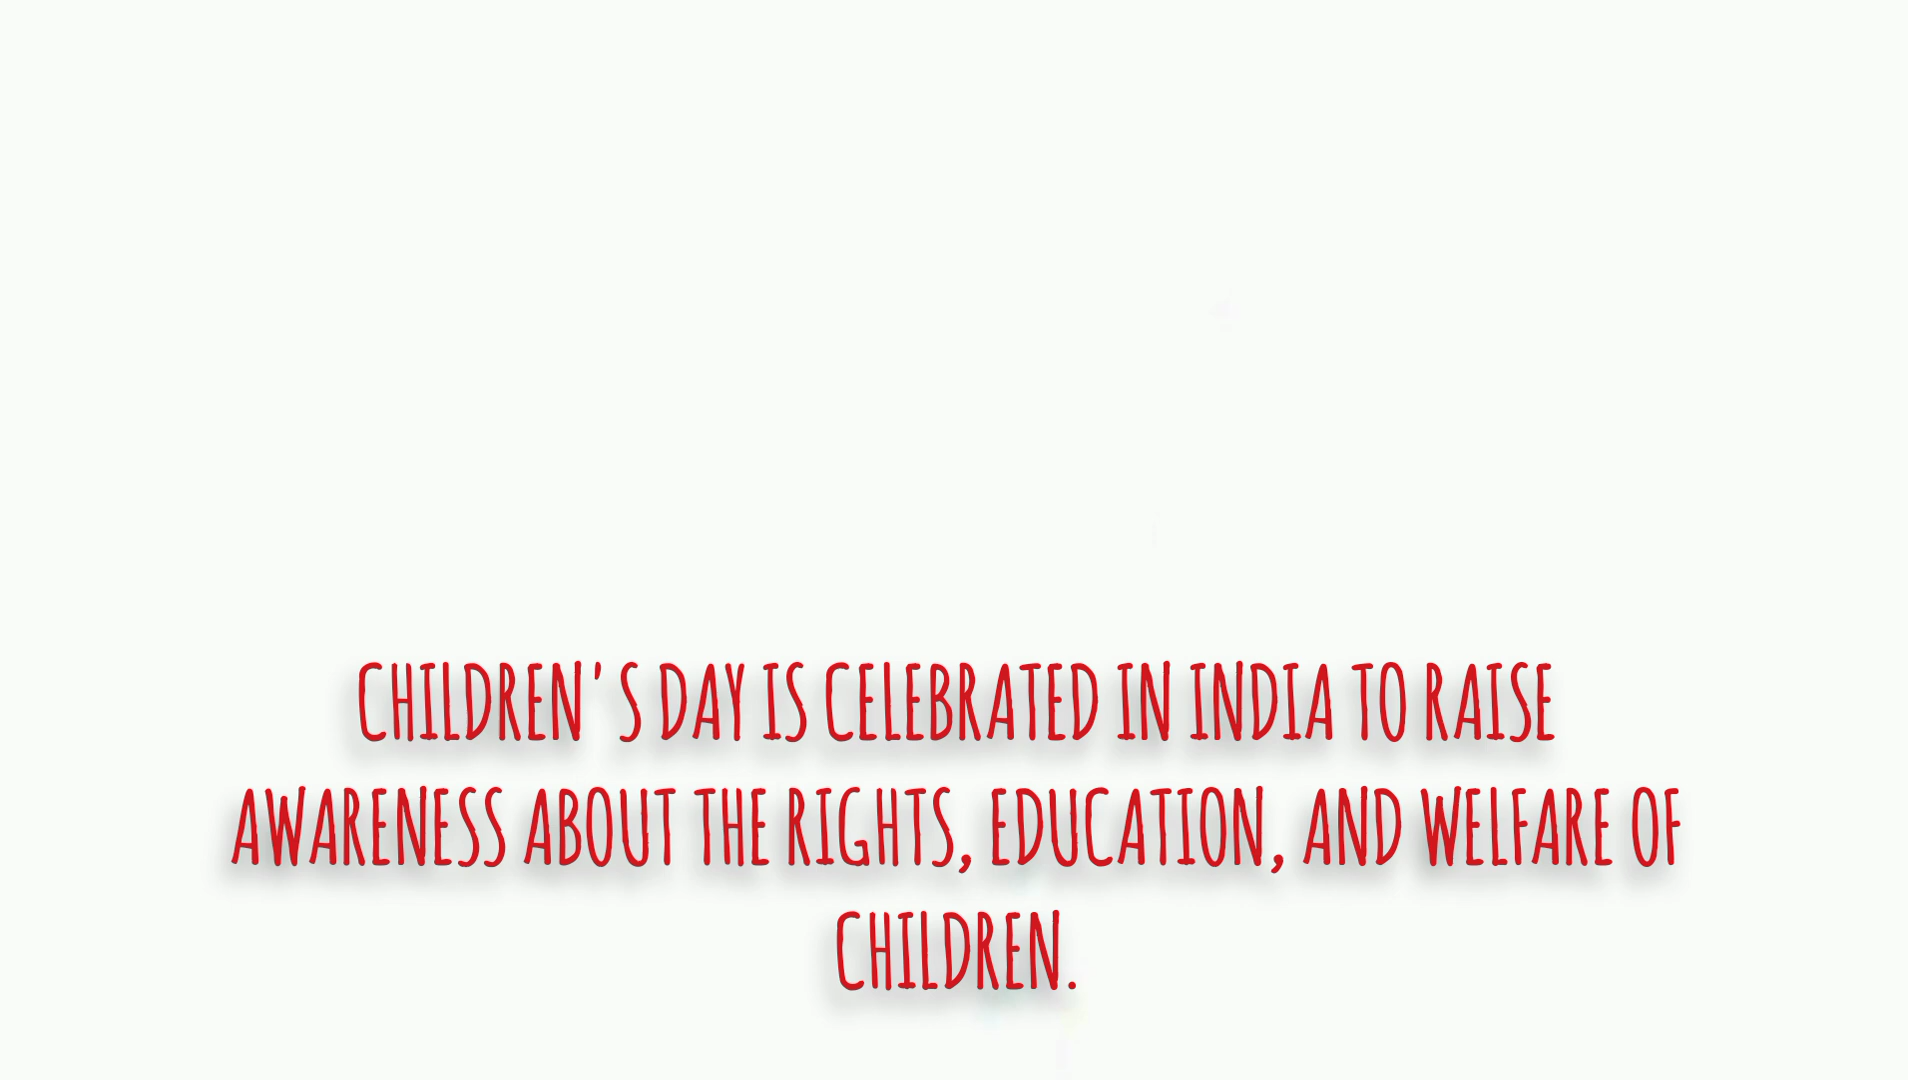 CHILDREN'S DAY IS CELEBRATED IN INDIA TO RAISE
AWARENESS ABOUT THE RIGHTS, EDUCATION, AND WELFARE OF
CHILDREN.